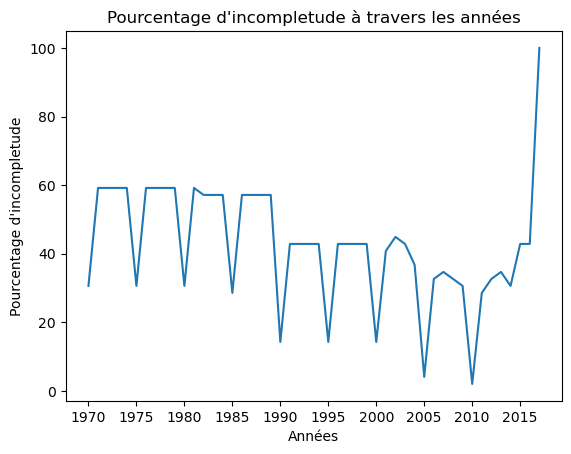 Pourcentage d'incompletude à travers les années
Pourcentage d'incompletude
100
80
60
40
20
0
1970 1975 1980 1985 1990 1995 2000 2005 2010 2015
Années